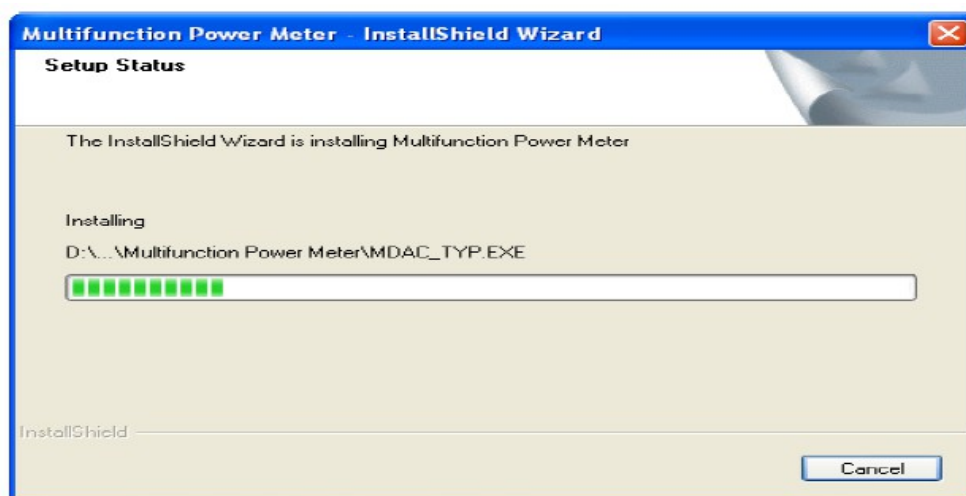 Multifunction Power Meter - InstallShield Wizard
Setup Status
The InstallShield Wizard is installing Multifunction Power Meter
Installing
D:\...\Multifunction Power Meter\MDAC_TYP.EXE
InstallShield
Cancel